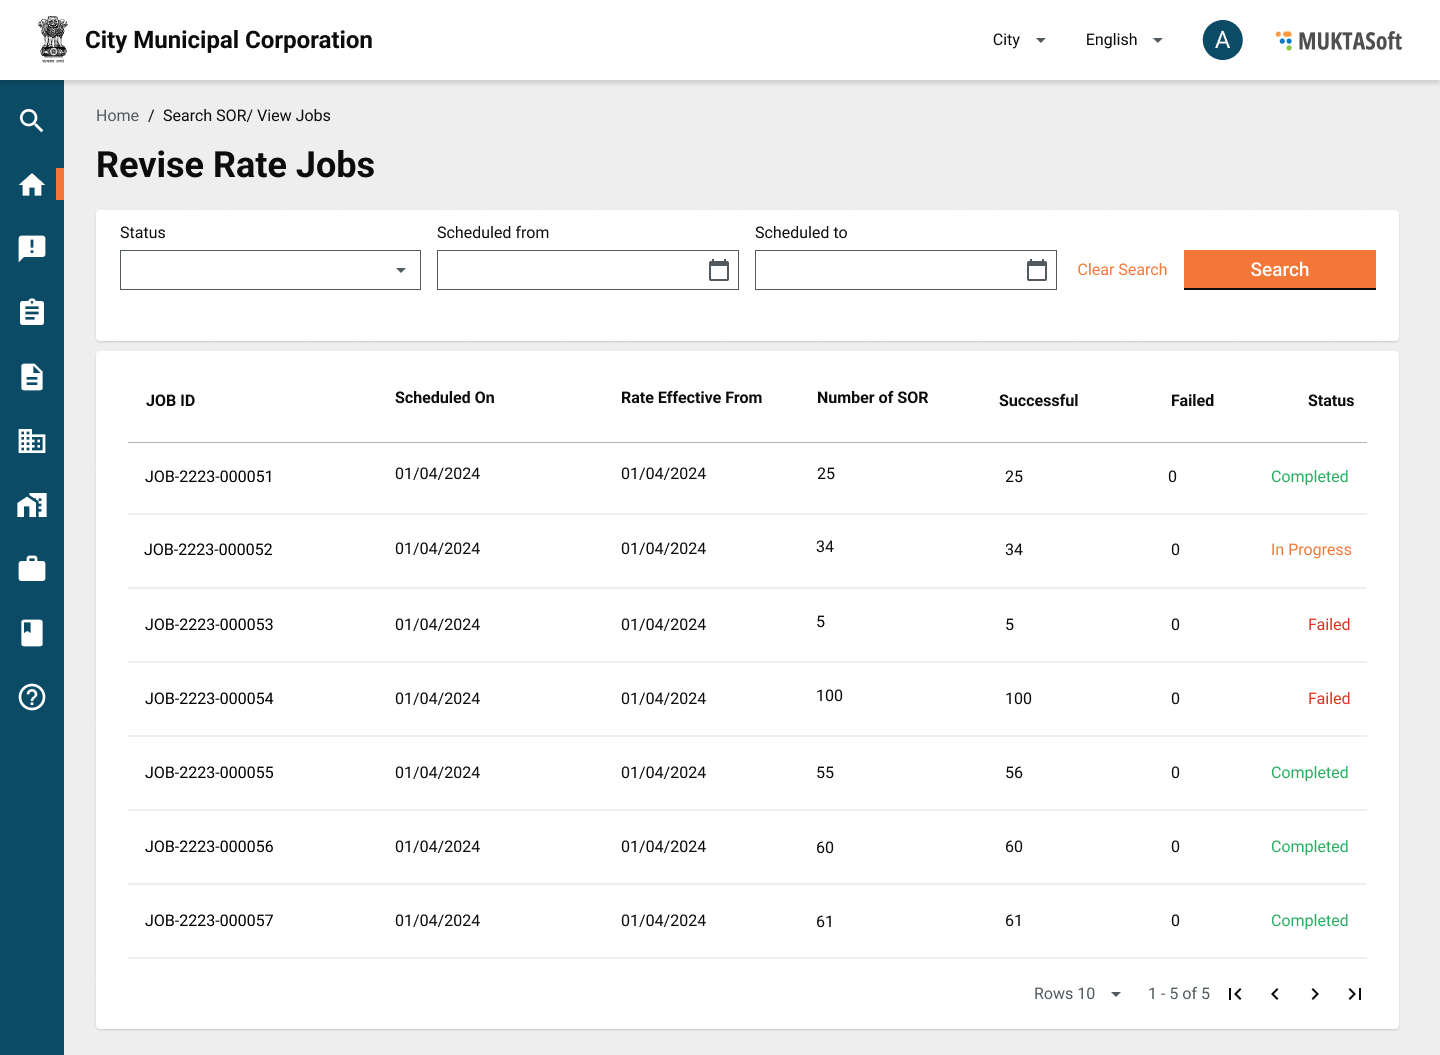 City Municipal Corporation
City
English
A
MUKTASoft
Home / Search SOR/ View Jobs
Revise Rate Jobs
Status
Scheduled from
Scheduled to
Clear Search
Search
JOB ID Scheduled On Rate Effective From Number of SOR Successful Failed Status
JOB-2223-000051 01/04/2024 01/04/2024 25 25 0 Completed
JOB-2223-000052 01/04/2024 01/04/2024 34 34 0 In Progress
JOB-2223-000053 01/04/2024 01/04/2024 5 5 0 Failed
JOB-2223-000054 01/04/2024 01/04/2024 100 100 0 Failed
JOB-2223-000055 01/04/2024 01/04/2024 55 56 0 Completed
JOB-2223-000056 01/04/2024 01/04/2024 60 60 0 Completed
JOB-2223-000057 01/04/2024 01/04/2024 61 61 0 Completed
Rows 10 1 - 5 of 5